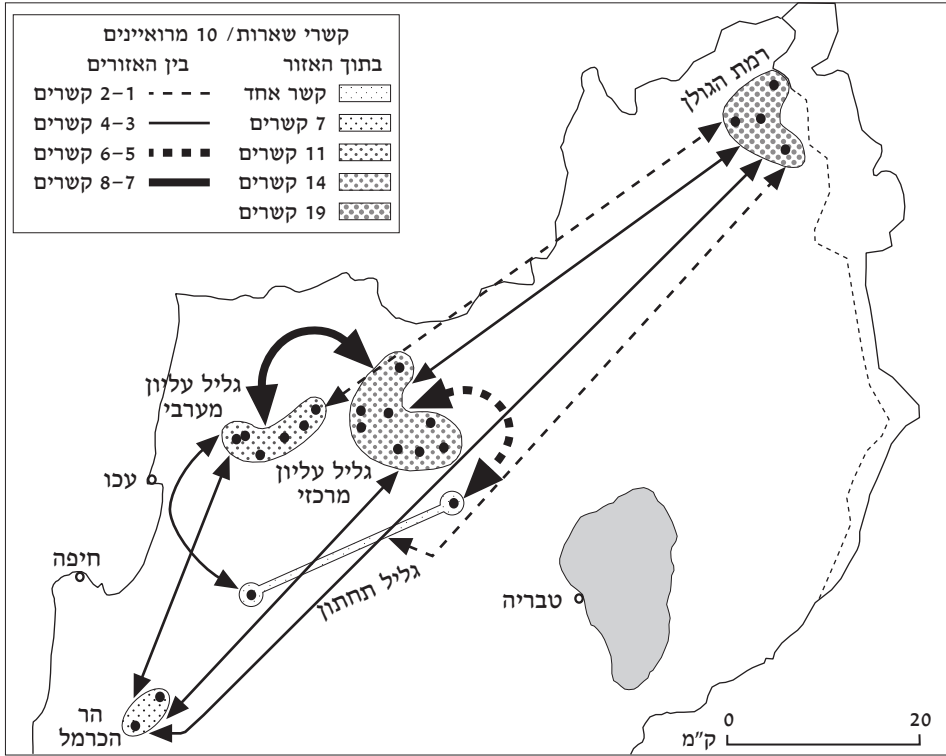 קשרי שארות/ 10 מרואיינים
בתוך האזור
בין האזורים
קשר אחד
2-1 קשרים
7 קשרים
4-3 קשרים
11 קשרים
6-5 קשרים
14 קשרים
8-7 קשרים
19 קשרים
רמת הגולן
גליל עליון
מערבי
גליל עליון
מרכזי
עכו
חיפה
גליל תחתון
טבריה
הר
הכרמל
0
20
ק"מ